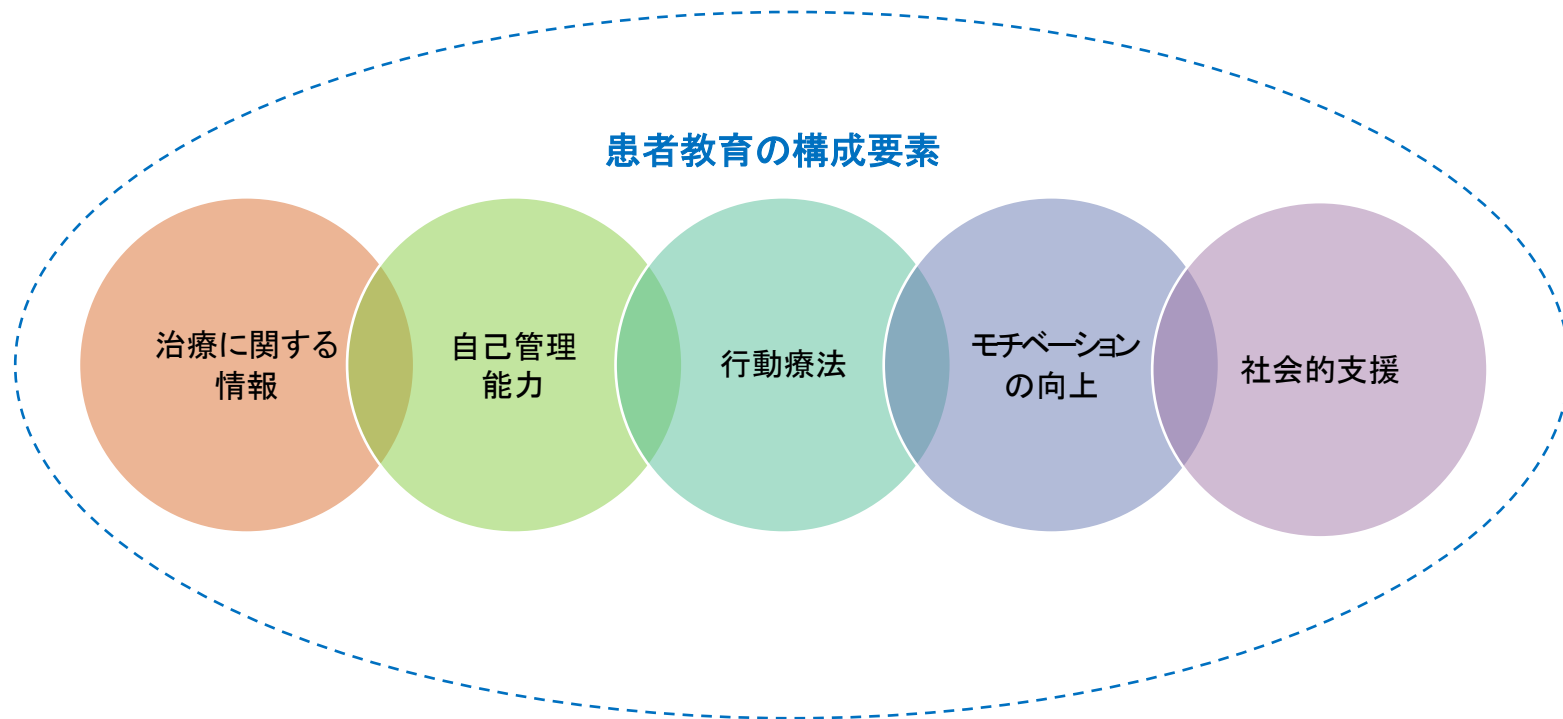 患者教育の構成要素
治療に関する
情報
自己管理
能力
行動療法
モチベーション
の向上
社会的支援